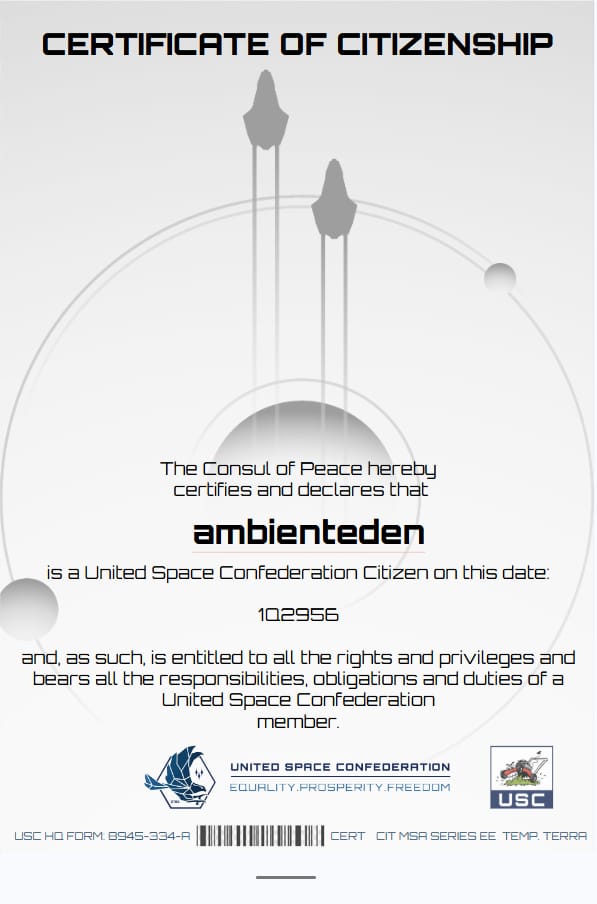 CERTIFICATE OF CITIZENSHIP
The Consul of Peace hereby
certifies and declares that
ambienteden
is a United Space Confederation Citizen on this date:
1Q2956
and, as such, is entitled to all the rights and privileges and
bears all the responsibilities, obligations and duties of a
United Space Confederation
member.
UNITED SPACE CONFEDERATION
EQUALITY.PROSPERITY.FREEDOM
USC
USC HQ FORM: 8945-334-A CERT CIT MSA SERIES EE TEMP. TERRA